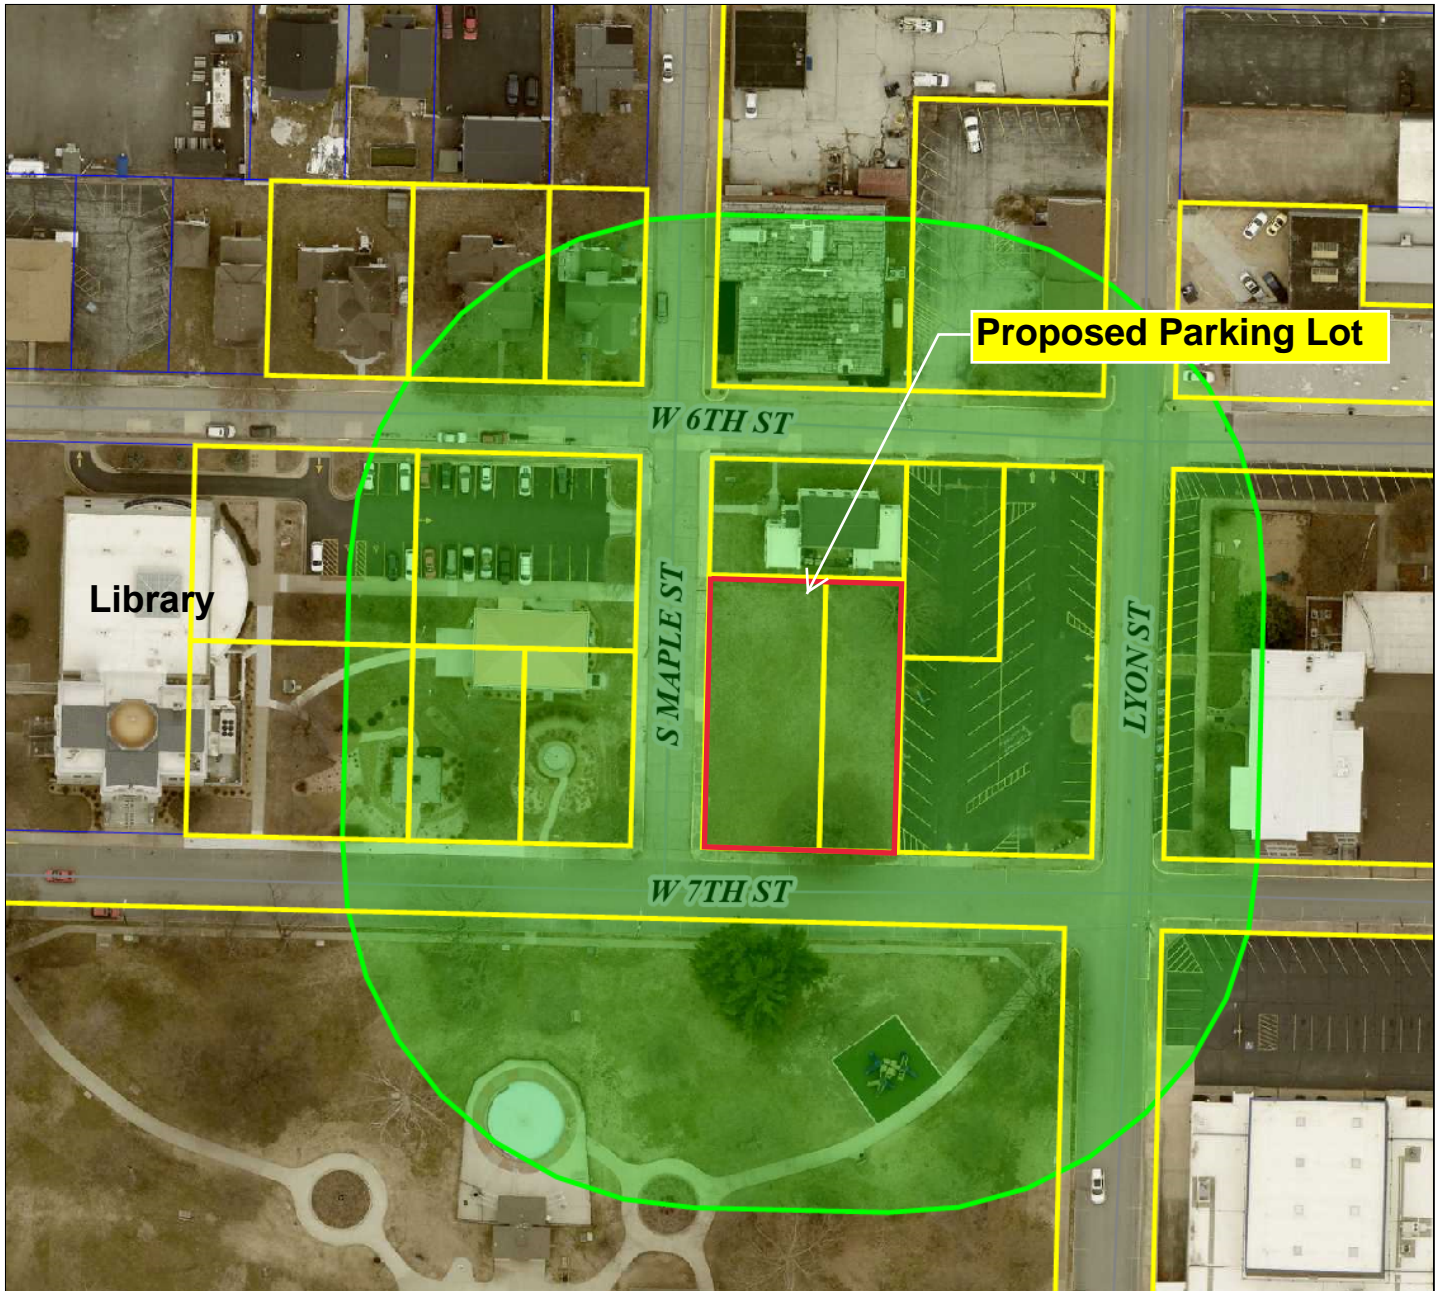 Proposed Parking Lot
W 6TH ST
Library
S MAPLE ST
LYON ST
W 7TH ST